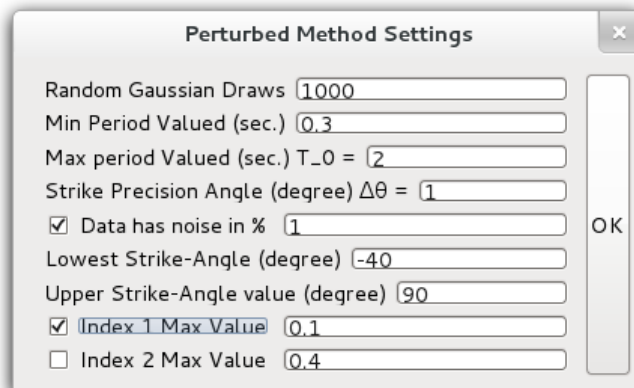 Perturbed Method Settings
×
Random Gaussian Draws 1000
Min Period Valued (sec.) 0.3
Max period Valued (sec.) T_0 = 2
Strike Precision Angle (degree) Δθ = 1
Data has noise in % 1
OK
Lowest Strike-Angle (degree) -40
Upper Strike-Angle value (degree) 90
Index 1 Max Value 0.1
Index 2 Max Value 0.4